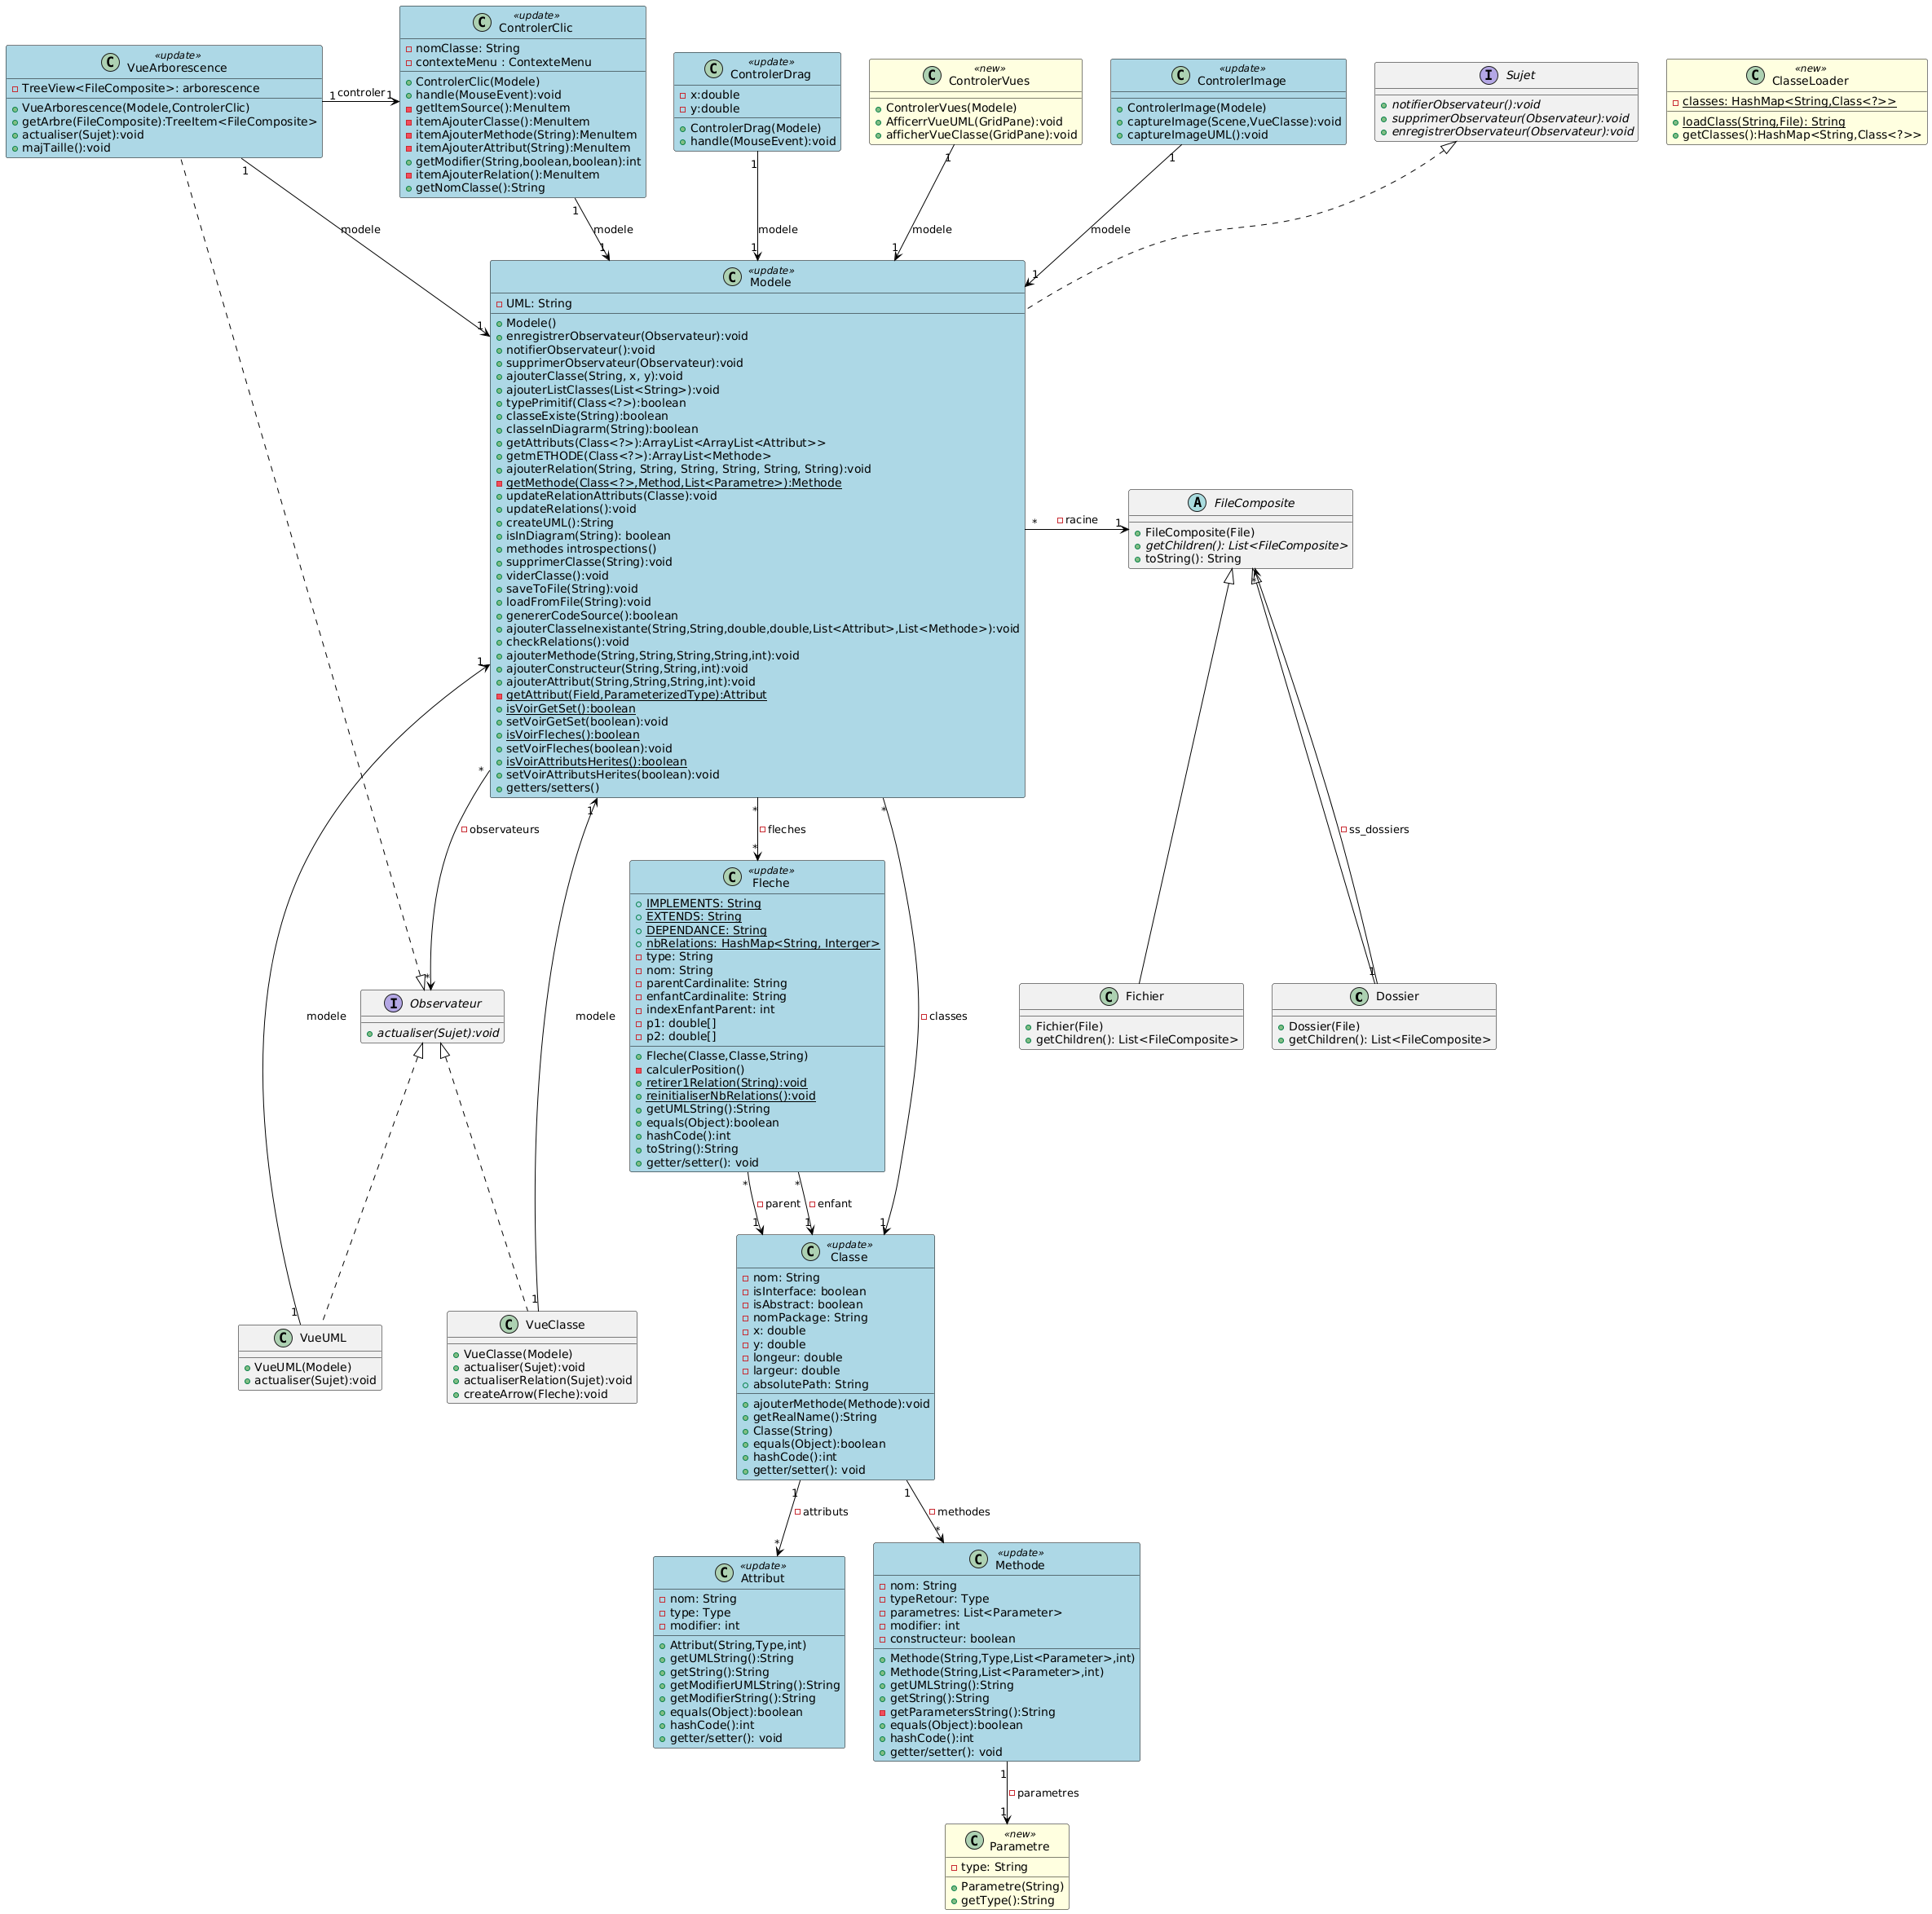 «update»
VueArborescence
TreeView<FileComposite>: arborescence
VueArborescence(Modele,ControlerClic)
getArbre(FileComposite):TreeItem<FileComposite>
actualiser(Sujet):void
majTaille():void
1
controler
1
«update»
ControlerClic
nomClasse: String
contexteMenu : ContexteMenu
ControlerClic(Modele)
handle(MouseEvent):void
getItemSource():MenuItem
itemAjouterClasse():MenuItem
itemAjouterMethode(String):MenuItem
itemAjouterAttribut(String):MenuItem
getModifier(String,boolean,boolean):int
itemAjouterRelation():MenuItem
getNomClasse():String
«update»
ControlerDrag
x:double
y:double
ControlerDrag(Modele)
handle(MouseEvent):void
«new»
ControlerVues
ControlerVues(Modele)
AfficerrVueUML(GridPane):void
afficherVueClasse(GridPane):void
«update»
ControlerImage
ControlerImage(Modele)
captureImage(Scene,VueClasse):void
captureImageUML():void
Sujet
notifierObservateur():void
supprimerObservateur(Observateur):void
enregistrerObservateur(Observateur):void
«new»
ClasseLoader
classes: HashMap<String,Class<?>>
loadClass(String,File): String
getClasses():HashMap<String,Class<?>>
1
modele
1
1
modele
1
1
modele
1
1
modele
1
1
modele
1
«update»
Modele
UML: String
Modele()
enregistrerObservateur(Observateur):void
notifierObservateur():void
supprimerObservateur(Observateur):void
ajouterClasse(String, x, y):void
ajouterListClasses(List<String>):void
typePrimitif(Class<?>):boolean
classeExiste(String):boolean
classeInDiagrarm(String):boolean
getAttributs(Class<?>):ArrayList<ArrayList<Attribut>>
getmETHODE(Class<?>):ArrayList<Methode>
ajouterRelation(String, String, String, String, String, String):void
getMethode(Class<?>,Method,List<Parametre>):Methode
updateRelationAttributs(Classe):void
updateRelations():void
createUML():String
isInDiagram(String): boolean
methodes introspections()
supprimerClasse(String):void
viderClasse():void
saveToFile(String):void
loadFromFile(String):void
genererCodeSource():boolean
ajouterClasseInexistante(String,String,double,double,List<Attribut>,List<Methode>):void
checkRelations():void
ajouterMethode(String,String,String,String,int):void
ajouterConstructeur(String,String,int):void
ajouterAttribut(String,String,String,int):void
getAttribut(Field,ParameterizedType):Attribut
isVoirGetSet():boolean
setVoirGetSet(boolean):void
isVoirFleches():boolean
setVoirFleches(boolean):void
isVoirAttributsHerites():boolean
setVoirAttributsHerites(boolean):void
getters/setters()
*
racine
1
FileComposite
FileComposite(File)
getChildren(): List<FileComposite>
toString(): String
*
ss_dossiers
1
Fichier
Fichier(File)
getChildren(): List<FileComposite>
Dossier
Dossier(File)
getChildren(): List<FileComposite>
*
observateurs
*
*
fleches
*
*
classes
1
1
modele
1
1
modele
1
Observateur
actualiser(Sujet):void
«update»
Fleche
IMPLEMENTS: String
EXTENDS: String
DEPENDANCE: String
nbRelations: HashMap<String, Interger>
type: String
nom: String
parentCardinalite: String
enfantCardinalite: String
indexEnfantParent: int
p1: double[]
p2: double[]
Fleche(Classe,Classe,String)
calculerPosition()
retirer1Relation(String):void
reinitialiserNbRelations():void
getUMLString():String
equals(Object):boolean
hashCode():int
toString():String
getter/setter(): void
*
parent
1
*
enfant
1
VueUML
VueUML(Modele)
actualiser(Sujet):void
VueClasse
VueClasse(Modele)
actualiser(Sujet):void
actualiserRelation(Sujet):void
createArrow(Fleche):void
«update»
Classe
nom: String
isInterface: boolean
isAbstract: boolean
nomPackage: String
x: double
y: double
longeur: double
largeur: double
absolutePath: String
ajouterMethode(Methode):void
getRealName():String
Classe(String)
equals(Object):boolean
hashCode():int
getter/setter(): void
1
attributs
*
1
methodes
*
«update»
Attribut
nom: String
type: Type
modifier: int
Attribut(String,Type,int)
getUMLString():String
getString():String
getModifierUMLString():String
getModifierString():String
equals(Object):boolean
hashCode():int
getter/setter(): void
«update»
Methode
nom: String
typeRetour: Type
parametres: List<Parameter>
modifier: int
constructeur: boolean
Methode(String,Type,List<Parameter>,int)
Methode(String,List<Parameter>,int)
getUMLString():String
getString():String
getParametersString():String
equals(Object):boolean
hashCode():int
getter/setter(): void
1
parametres
1
«new»
Parametre
type: String
Parametre(String)
getType():String